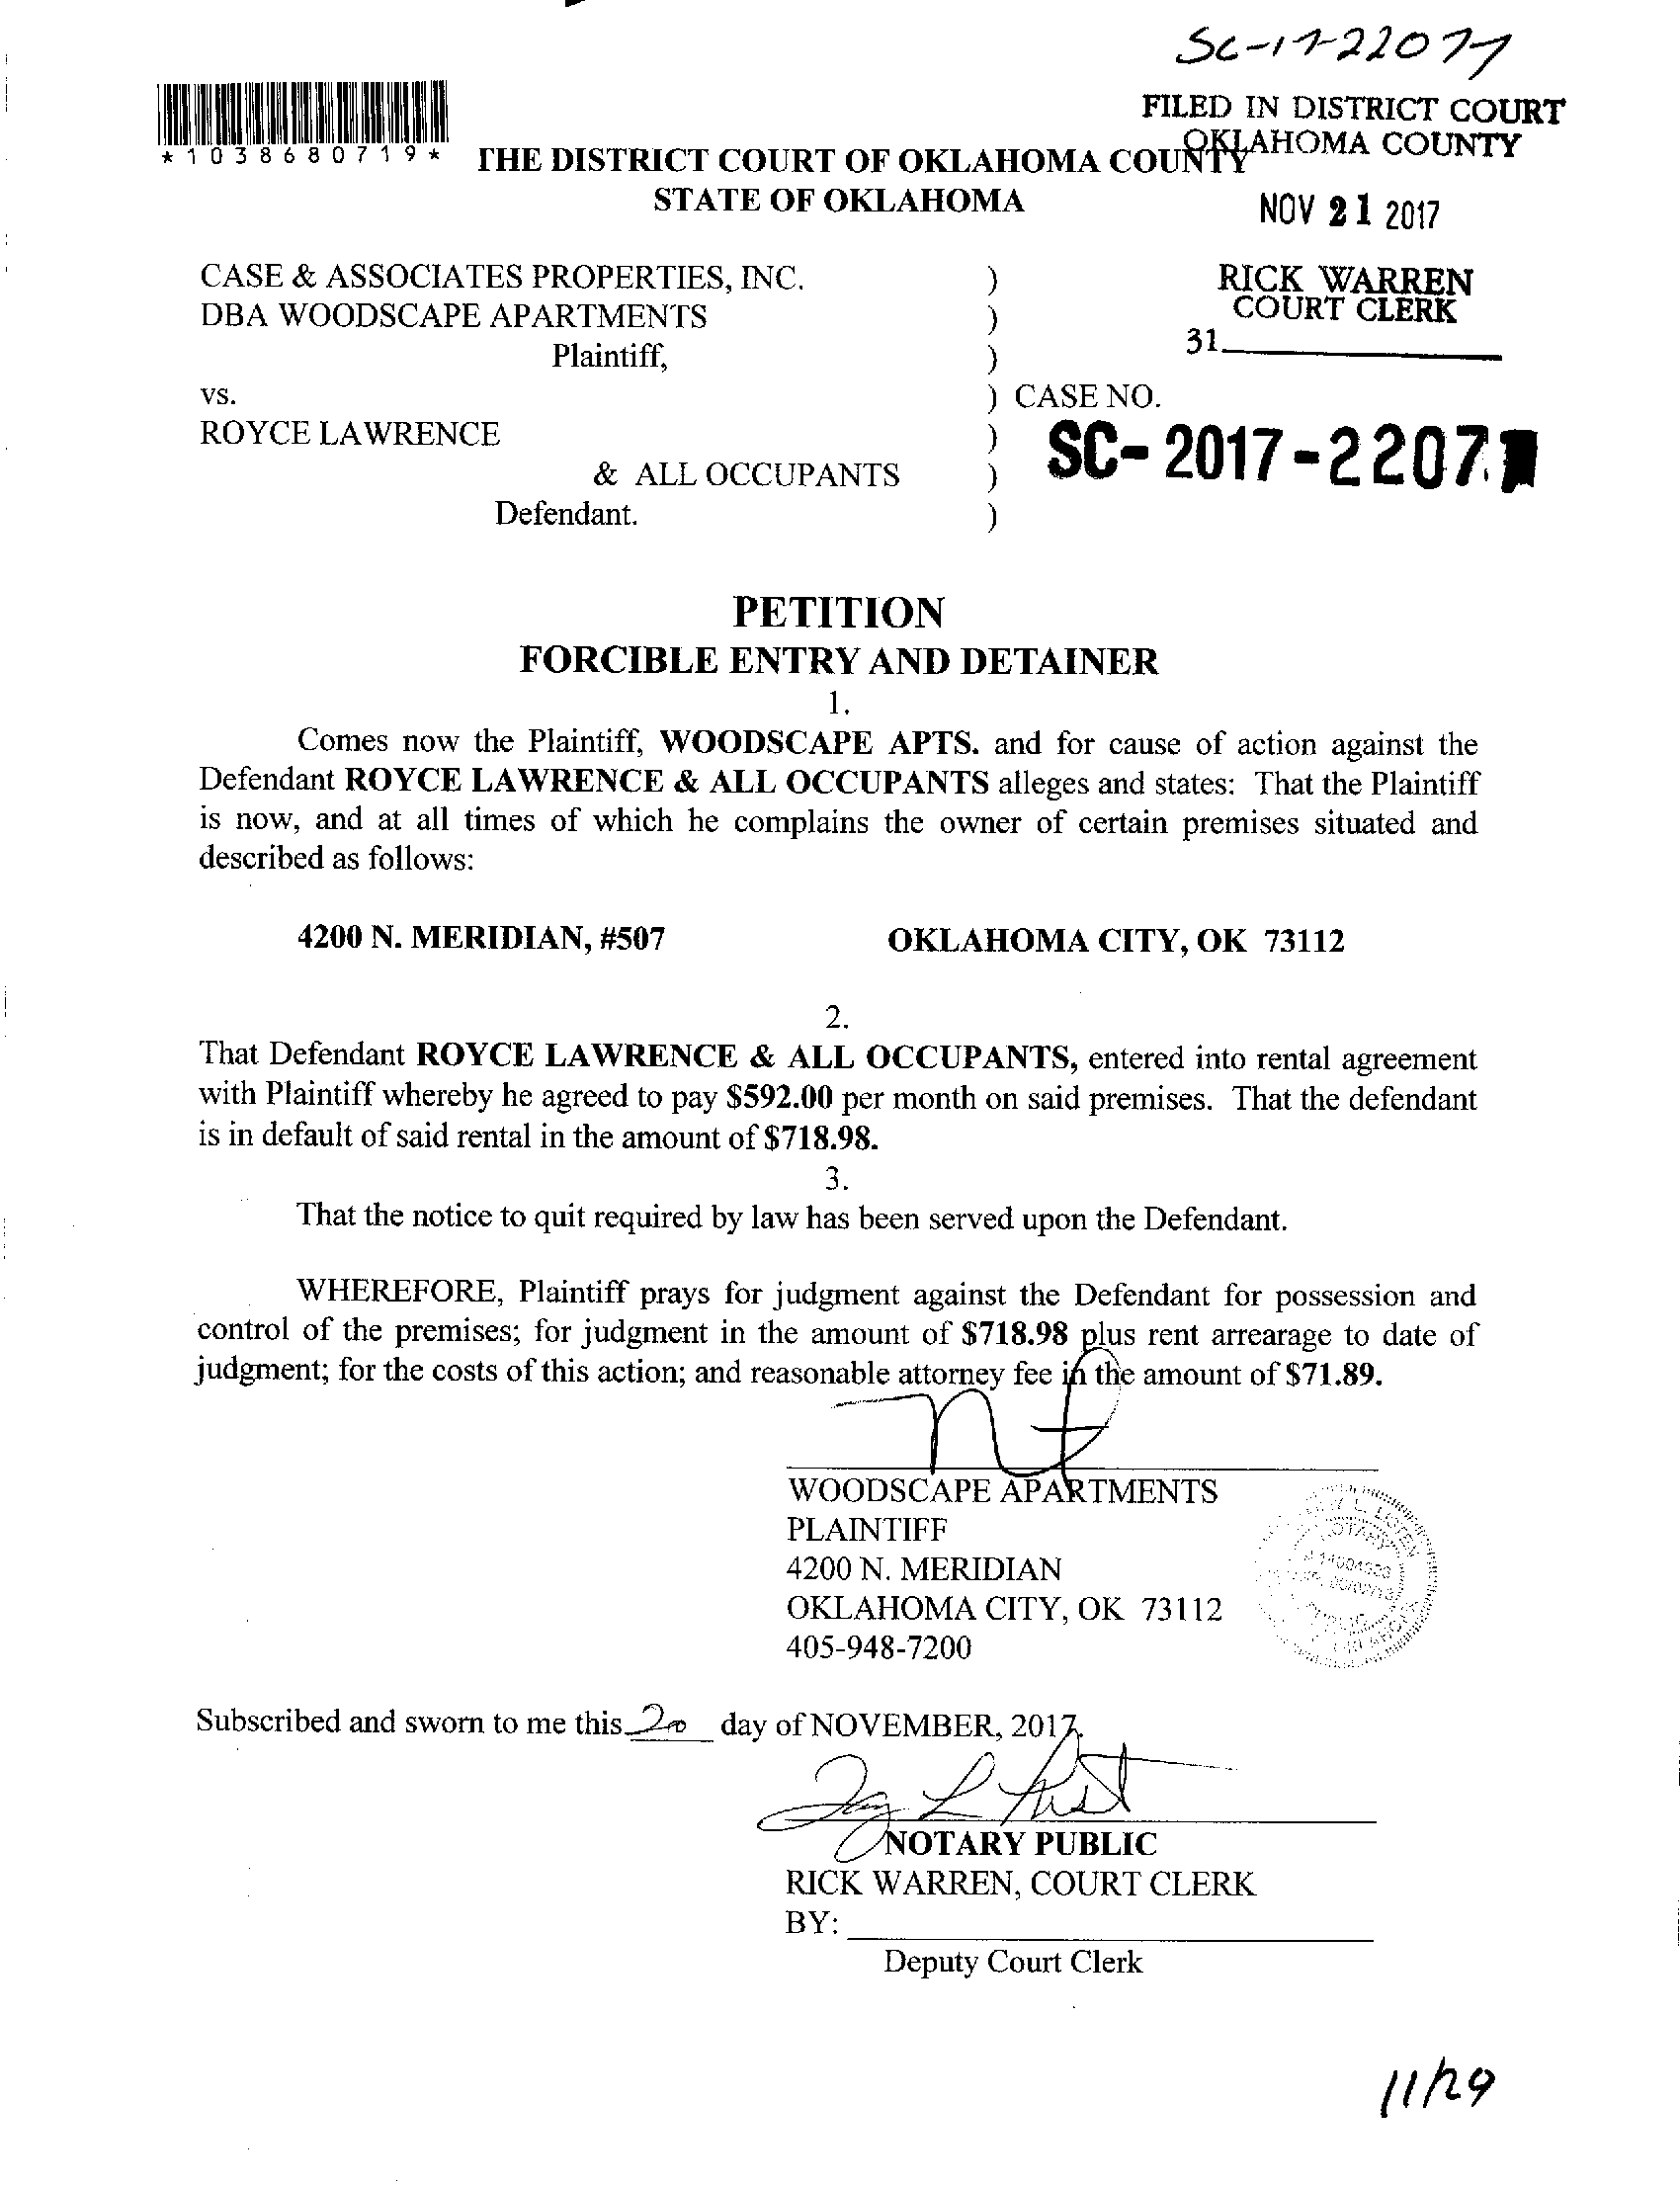 SC-17-22077
FILED IN DISTRICT COURT
OKLAHOMA COUNTY
*1038680719*
THE DISTRICT COURT OF OKLAHOMA COUNTY
STATE OF OKLAHOMA
NOV 21 2017
CASE & ASSOCIATES PROPERTIES, INC. )
RICK WARREN
COURT CLERK
DBA WOODSCAPE APARTMENTS )
31
Plaintiff, )
vs. ) CASE NO.
ROYCE LAWRENCE )
SC-2017-2207
& ALL OCCUPANTS )
Defendant. )
PETITION
FORCIBLE ENTRY AND DETAINER
1.
Comes now the Plaintiff, WOODSCAPE APTS. and for cause of action against the
Defendant ROYCE LAWRENCE & ALL OCCUPANTS alleges and states: That the Plaintiff
is now, and at all times of which he complains the owner of certain premises situated and
described as follows:
4200 N. MERIDIAN, #507 OKLAHOMA CITY, OK 73112
2.
That Defendant ROYCE LAWRENCE & ALL OCCUPANTS, entered into rental agreement
with Plaintiff whereby he agreed to pay $592.00 per month on said premises. That the defendant
is in default of said rental in the amount of $718.98.
3.
That the notice to quit required by law has been served upon the Defendant.
WHEREFORE, Plaintiff prays for judgment against the Defendant for possession and
control of the premises; for judgment in the amount of $718.98 plus rent arrearage to date of
judgment; for the costs of this action; and reasonable attorney fee in the amount of $71.89.
WOODSCAPE APARTMENTS
PLAINTIFF
4200 N. MERIDIAN
OKLAHOMA CITY, OK 73112
405-948-7200
Subscribed and sworn to me this 20 day of NOVEMBER, 2017.
NOTARY PUBLIC
RICK WARREN, COURT CLERK
BY:
Deputy Court Clerk
11/29